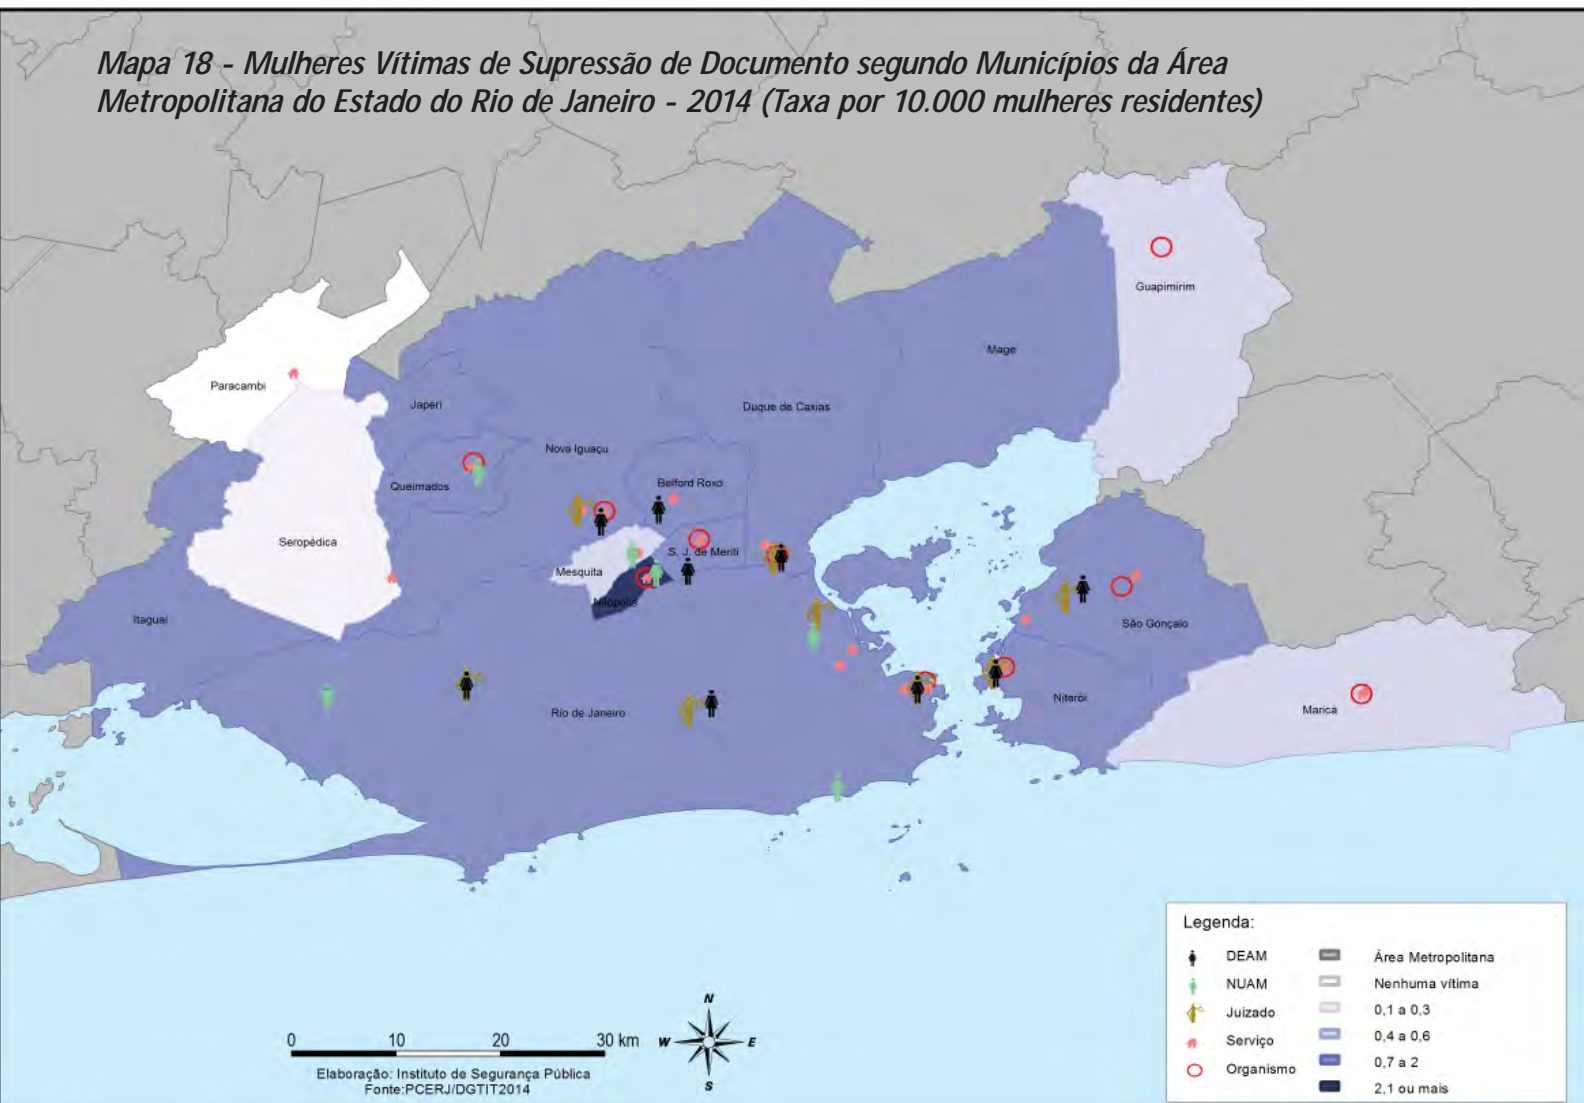 Mapa 18 - Mulheres Vítimas de Supressão de Documento segundo Municípios da Área
Metropolitana do Estado do Rio de Janeiro - 2014 (Taxa por 10.000 mulheres residentes)
Guapimirim
Mage
Paracambi
Japeri
Duque de Caxias
Nova Iguaçu
Queimados
Belford Roxo
Seropédica
S. J. de Meriti
Mesquita
Nilópolis
Itaguaí
São Gonçalo
Niterói
Rio de Janeiro
Maricá
Legenda:
DEAM
NUAM
Juizado
Serviço
Organismo
Área Metropolitana
Nenhuma vítima
0,1 a 0,3
0,4 a 0,6
0,7 a 2
2,1 ou mais
N
W E
S
0 10 20 30 km
Elaboração: Instituto de Segurança Pública
Fonte:PCERJ/DGTIT2014